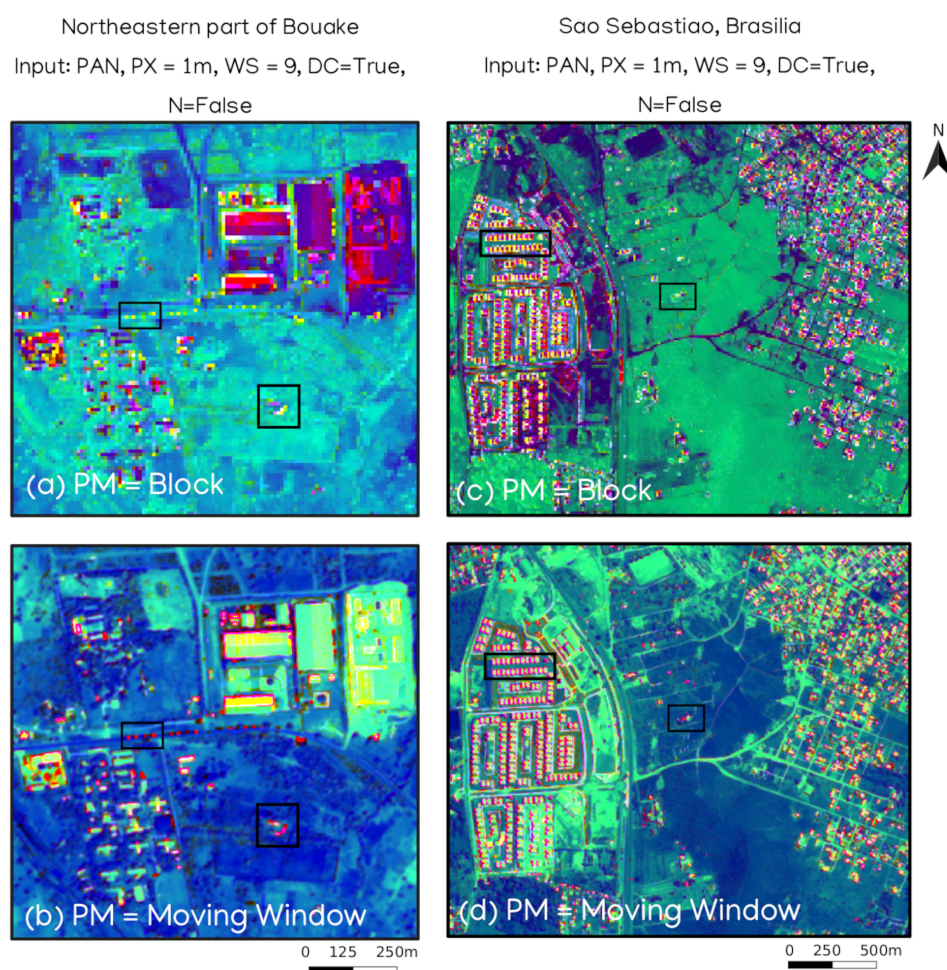 Northeastern part of Bouake
Input: PAN, PX = 1m, WS = 9, DC=True,
N=False
Sao Sebastiao, Brasilia
Input: PAN, PX = 1m, WS = 9, DC=True,
N=False
N
(a) PM = Block
(c) PM = Block
(b) PM = Moving Window
(d) PM = Moving Window
0 125 250m
0 250 500m